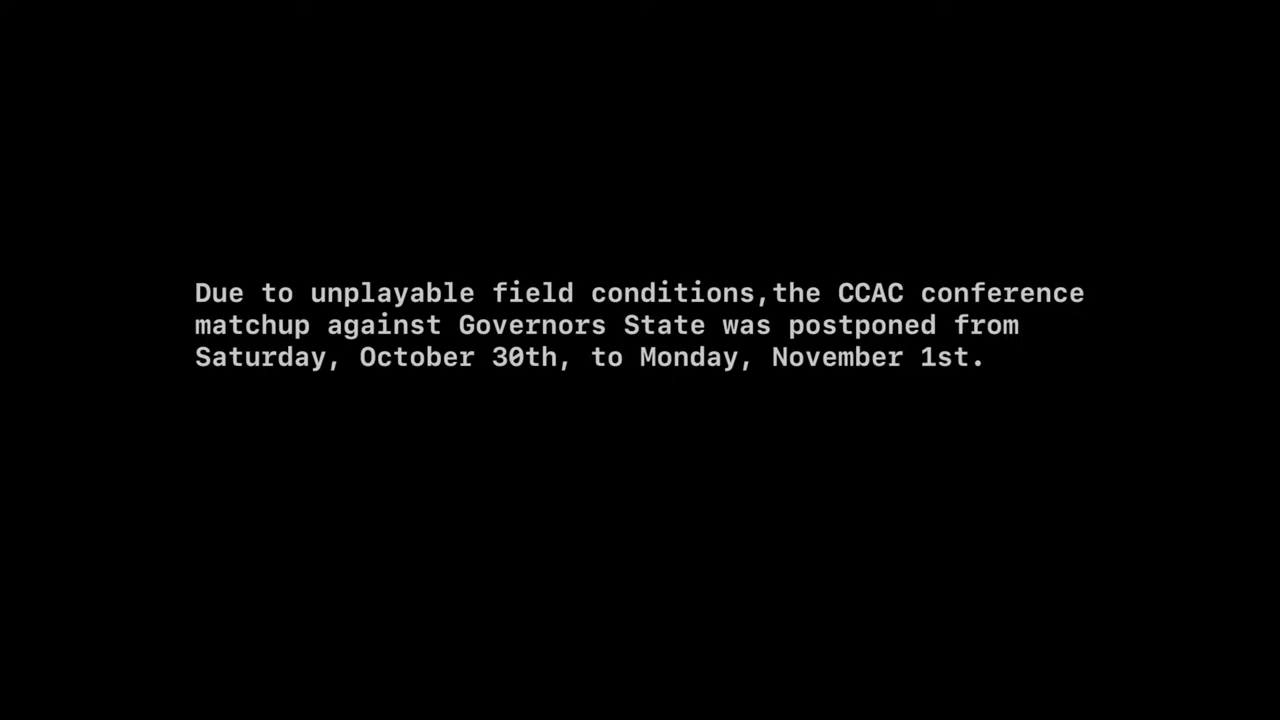 Due to unplayable field conditions,the CCAC conference
matchup against Governors State was postponed from
Saturday, October 30th, to Monday, November 1st.